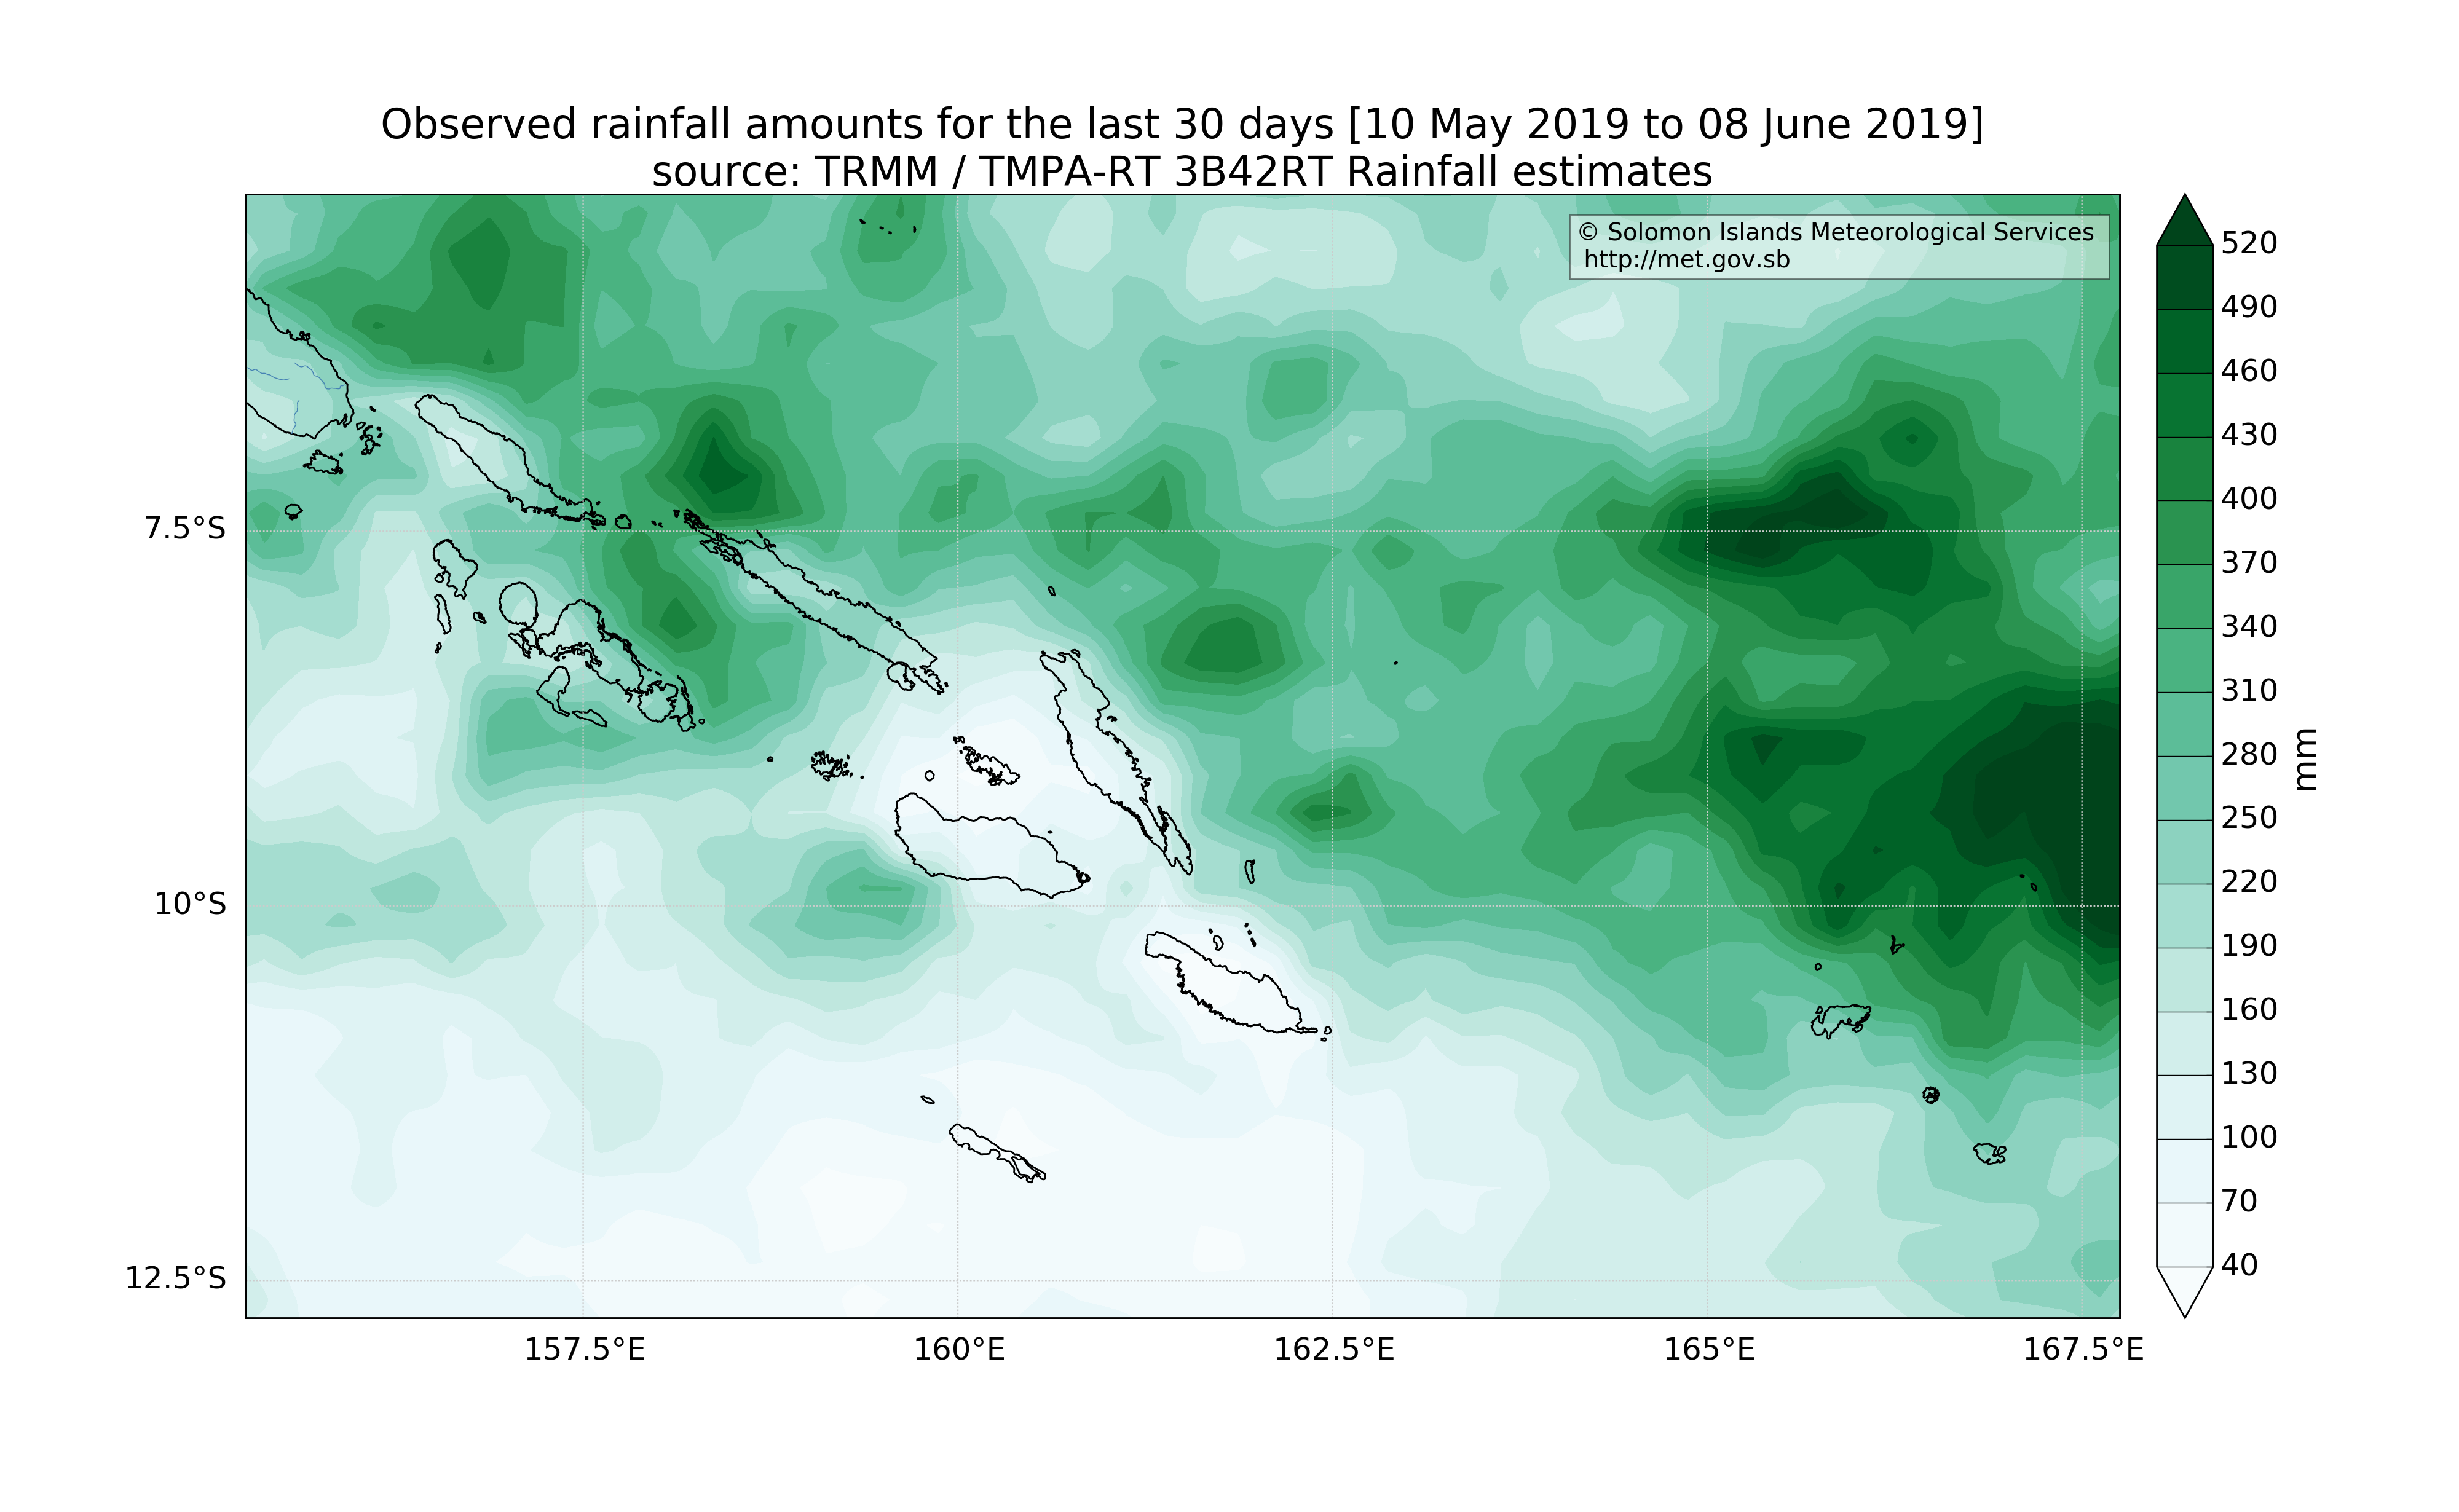 Observed rainfall amounts for the last 30 days [10 May 2019 to 08 June 2019]
source: TRMM / TMPA-RT 3B42RT Rainfall estimates
© Solomon Islands Meteorological Services
http://met.gov.sb
7.5°S
10°S
12.5°S
157.5°E
160°E
162.5°E
165°E
167.5°E
520
490
460
430
400
370
340
310
280
250
220
190
160
130
100
70
40
mm